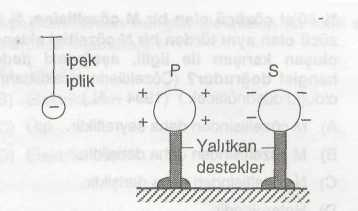 ipek
iplik
P
S
Yalıtkan
destekler